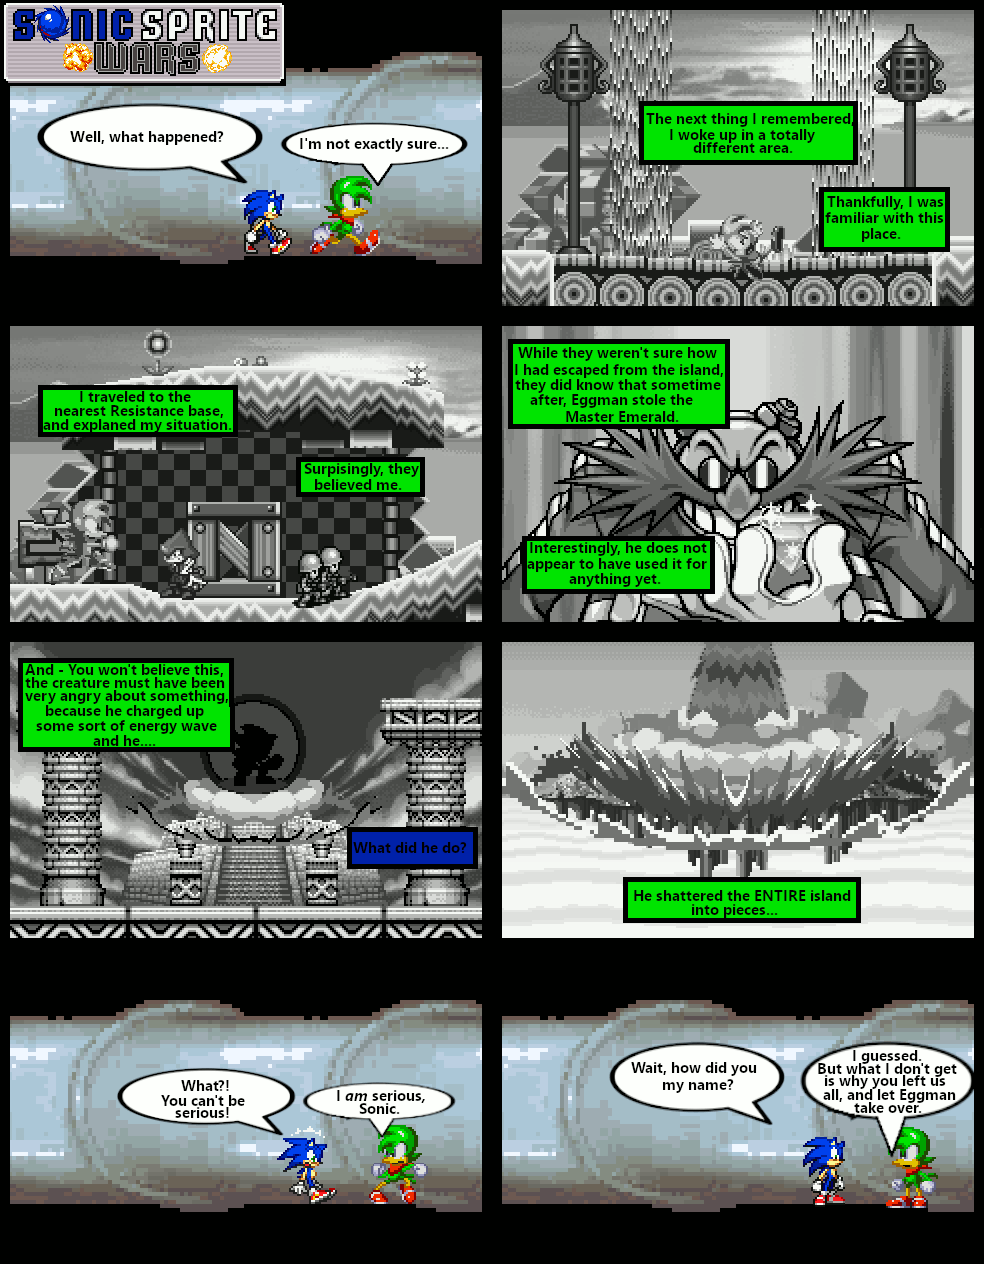 SONIC SPRITE
WARS
Well, what happened?
I'm not exactly sure...
The next thing I remembered,
I woke up in a totally
different area.
Thankfully, I was
familiar with this
place.
I traveled to the
nearest Resistance base,
and explaned my situation.
Surpisingly, they
believed me.
While they weren't sure how
I had escaped from the island,
they did know that sometime
after, Eggman stole the
Master Emerald.
Interestingly, he does not
appear to have used it for
anything yet.
And - You won't believe this,
the creature must have been
very angry about something,
because he charged up
some sort of energy wave
and he....
What did he do?
He shattered the ENTIRE island
into pieces...
What?!
You can't be
serious!
I am serious,
Sonic.
Wait, how did you
my name?
I guessed.
But what I don't get
is why you left us
all, and let Eggman
take over.